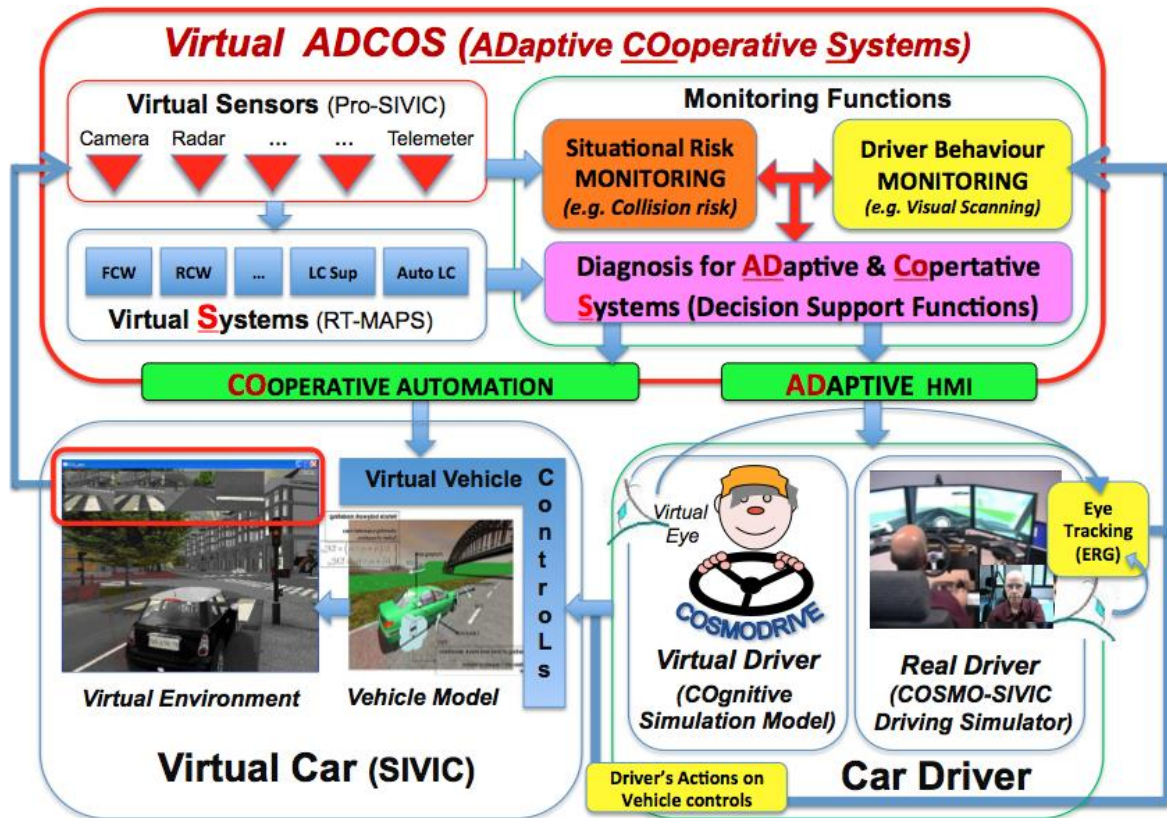 Virtual ADCOS (ADaptive COoperative Systems)
Virtual Sensors (Pro-SIVIC)
Camera Radar ... ... Telemeter
Monitoring Functions
Situational Risk
MONITORING
(e.g. Collision risk)
Driver Behaviour
MONITORING
(e.g. Visual Scanning)
FCW RCW ... LC Sup Auto LC
Virtual Systems (RT-MAPS)
Diagnosis for ADaptive & Copertative
Systems (Decision Support Functions)
COOPERATIVE AUTOMATION
ADAPTIVE HMI
Virtual Vehicle
ControLs
Virtual Environment
Vehicle Model
Virtual Car (SIVIC)
Virtual
Eye
COSMODRIVE
Virtual Driver
(COgnitive
Simulation Model)
Real Driver
(COSMO-SIVIC
Driving Simulator)
Eye
Tracking
(ERG)
Driver's Actions on
Vehicle controls
Car Driver